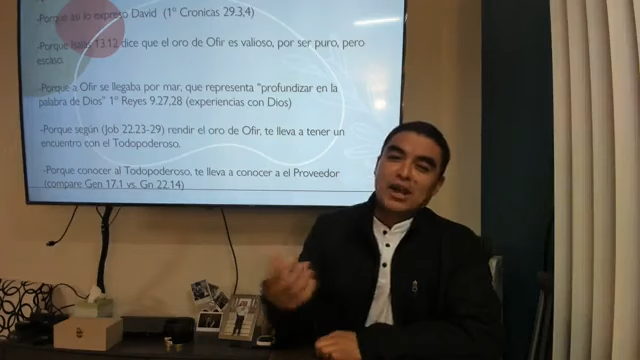 -Porque así lo expreso David (1º Cronicas 29.3,4)
-Porque Isaías 13.12 dice que el oro de Ofir es valioso, por ser puro, pero
escaso.
-Porque a Ofir se llegaba por mar, que representa "profundizar en la
palabra de Dios" 1º Reyes 9.27,28 (experiencias con Dios)
-Porque según (Job 22.23-29) rendir el oro de Ofir, te lleva a tener un
encuentro con el Todopoderoso.
-Porque conocer al Todopoderoso, te lleva a conocer a el Proveedor
(compare Gen 17.1 vs. Gn 22.14)